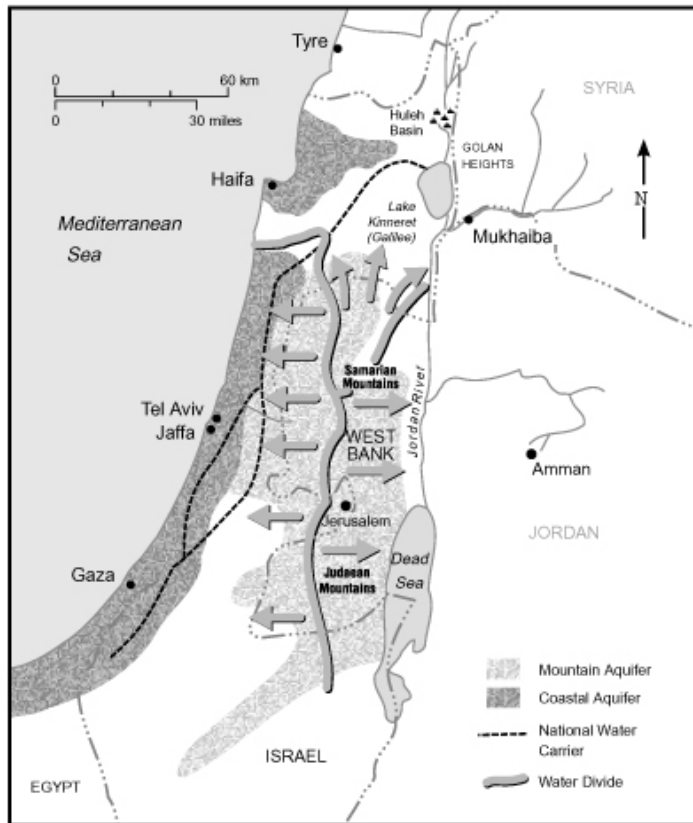 Tyre
0 60 km
0 30 miles
SYRIA
Huleh
Basin
GOLAN
HEIGHTS
Haifa
N
Lake
Kinneret
(Galilee)
Mukhaiba
Mediterranean
Sea
Samarian
Mountains
Jordan River
Tel Aviv
Jaffa
WEST
BANK
Amman
Jerusalem
JORDAN
Gaza
Dead
Sea
Judaean
Mountains
Mountain Aquifer
Coastal Aquifer
National Water
Carrier
Water Divide
ISRAEL
EGYPT